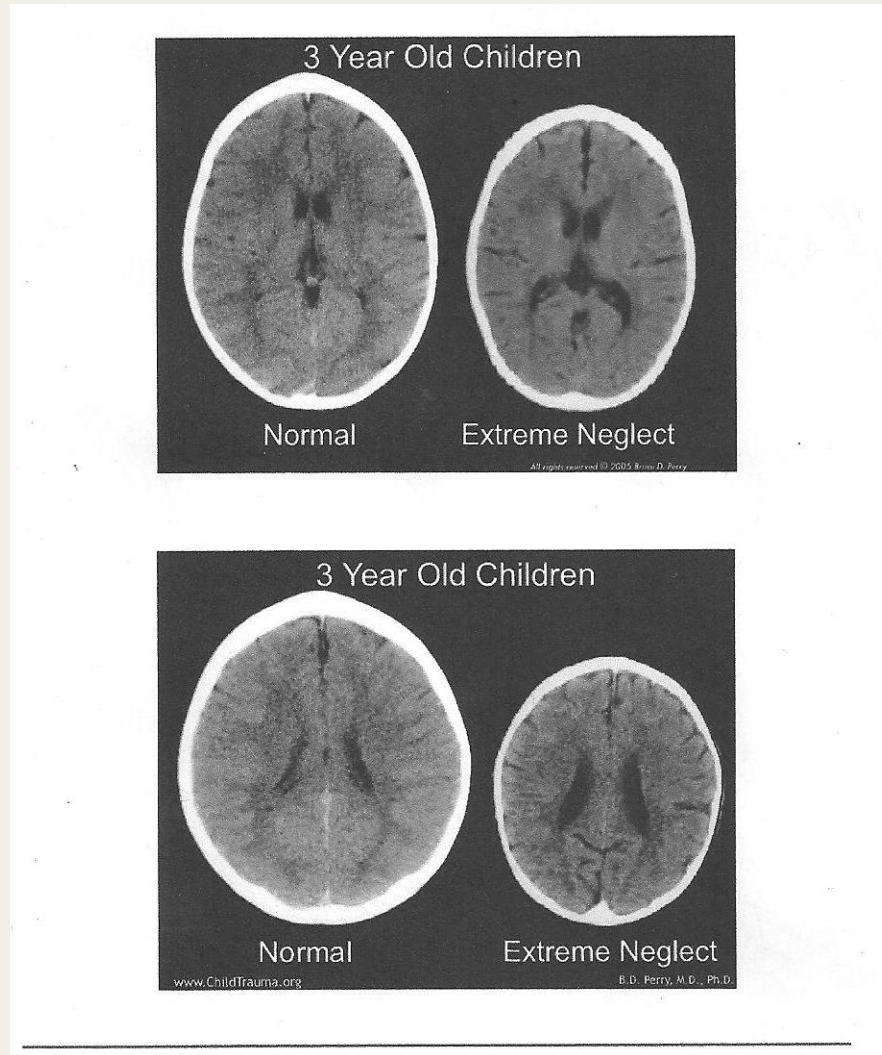 3 Year Old Children
Normal
Extreme Neglect
All rights reserved © 2005 Bruce D. Perry
3 Year Old Children
Normal
Extreme Neglect
www.ChildTrauma.org
B.D. Perry, M.D., Ph.D.